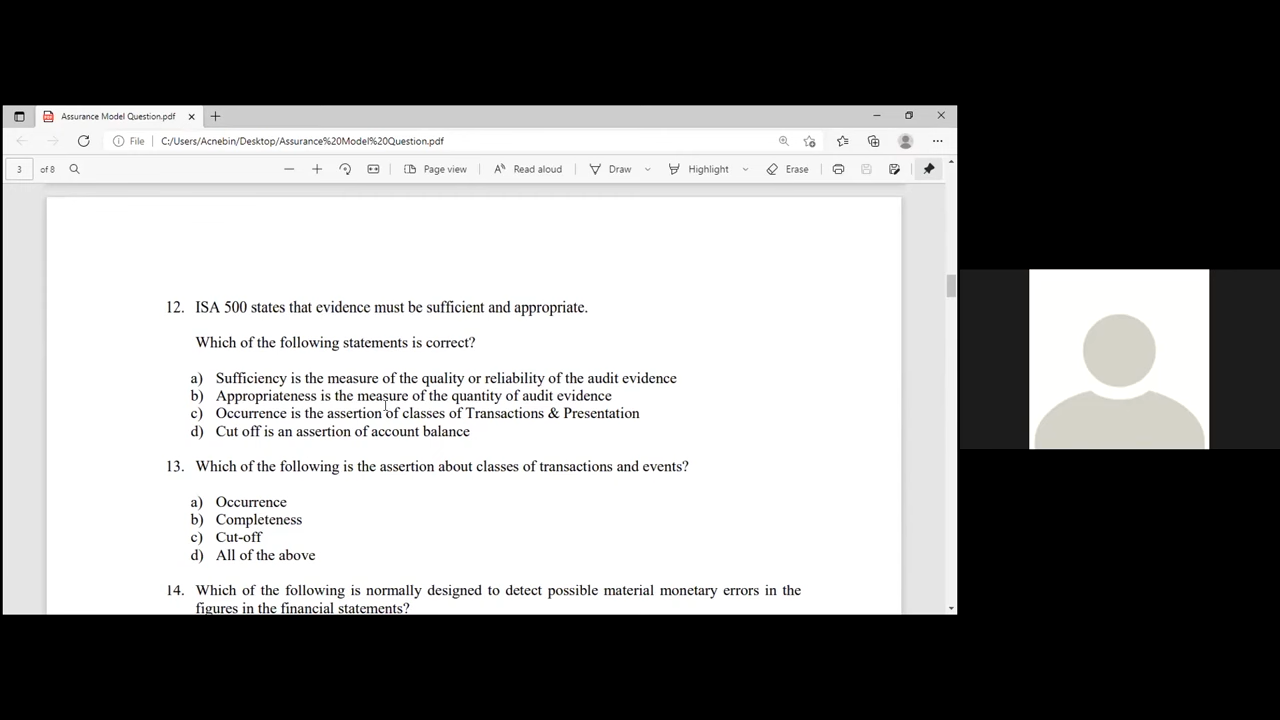 Assurance Model Question.pdf
File C:/Users/Acnebin/Desktop/Assurance%20Model%20Question.pdf
3 of 8 Page view Read aloud Draw Highlight Erase
12. ISA 500 states that evidence must be sufficient and appropriate.
Which of the following statements is correct?
a) Sufficiency is the measure of the quality or reliability of the audit evidence
b) Appropriateness is the measure of the quantity of audit evidence
c) Occurrence is the assertion of classes of Transactions & Presentation
d) Cut off is an assertion of account balance
13. Which of the following is the assertion about classes of transactions and events?
a) Occurrence
b) Completeness
c) Cut-off
d) All of the above
14. Which of the following is normally designed to detect possible material monetary errors in the
figures in the financial statements?